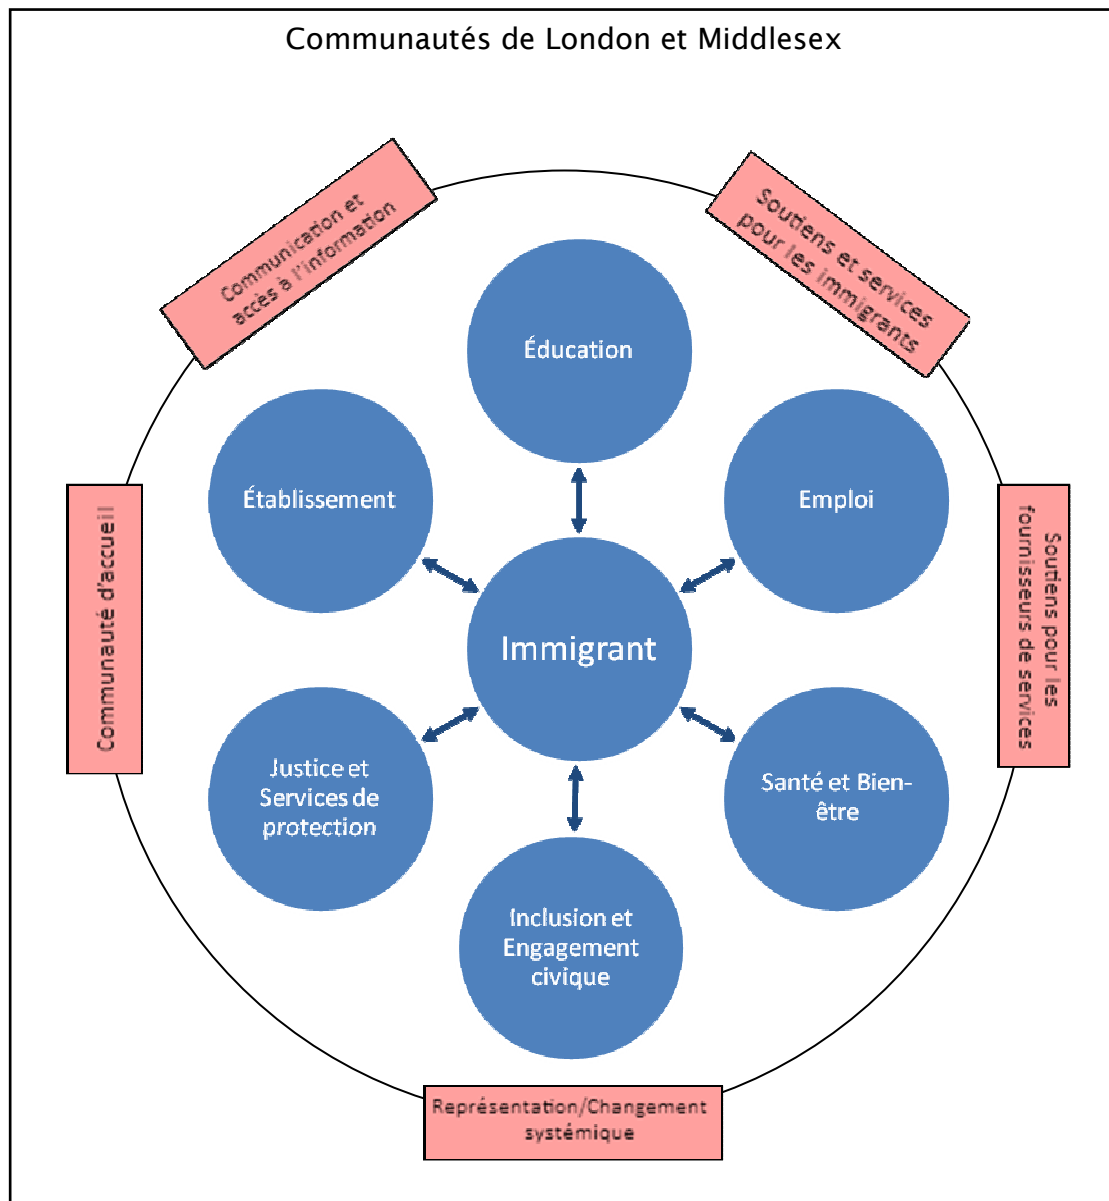 Communautés de London et Middlesex
Communication et
accès à l'information
Soutiens et services
pour les immigrants
Éducation
Établissement
Emploi
Communauté d'accueil
Soutiens pour les
fournisseurs de services
Immigrant
Justice et
Services de
protection
Santé et Bien-
être
Inclusion et
Engagement
civique
Représentation/Changement
systémique